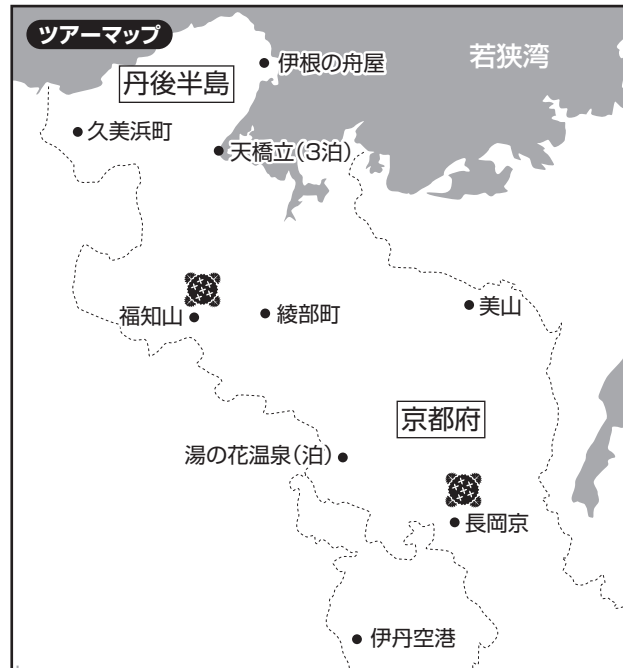 ツアーマップ
伊根の舟屋
若狭湾
丹後半島
久美浜町
天橋立(3泊)
福知山
綾部町
美山
京都府
湯の花温泉(泊)
長岡京
伊丹空港